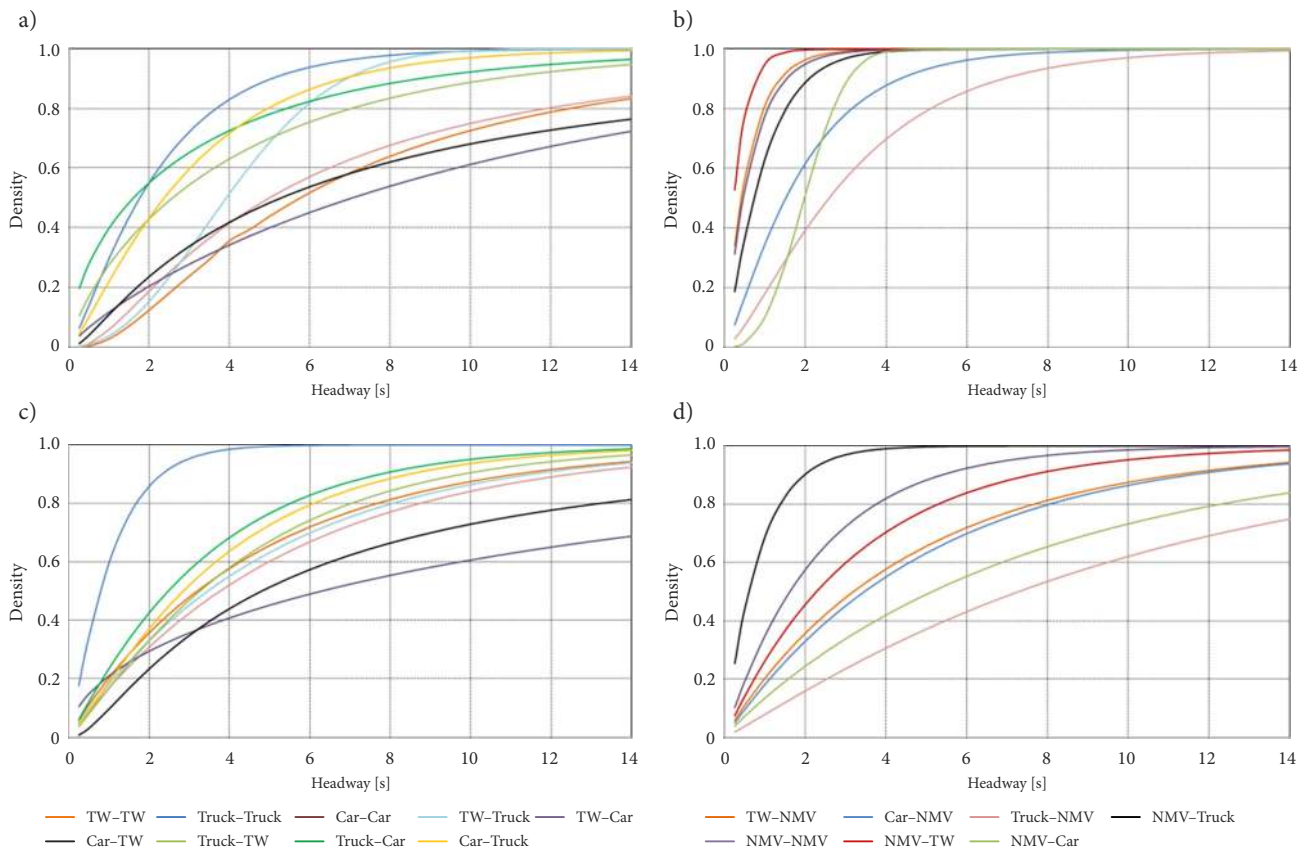 a)
b)
1.0
0.8
0.6
0.4
0.2
0
Density
0 2 4 6 8 10 12 14
Headway [s]
1.0
0.8
0.6
0.4
0.2
0
Density
0 2 4 6 8 10 12 14
Headway [s]
c)
d)
1.0
0.8
0.6
0.4
0.2
0
Density
0 2 4 6 8 10 12 14
Headway [s]
1.0
0.8
0.6
0.4
0.2
0
Density
0 2 4 6 8 10 12 14
Headway [s]
TW–TW Truck–Truck Car–Car TW–Truck TW–Car
Car–TW Truck–TW Truck–Car Car–Truck
TW–NMV Car–NMV Truck–NMV NMV–Truck
NMV–NMV NMV–TW NMV–Car